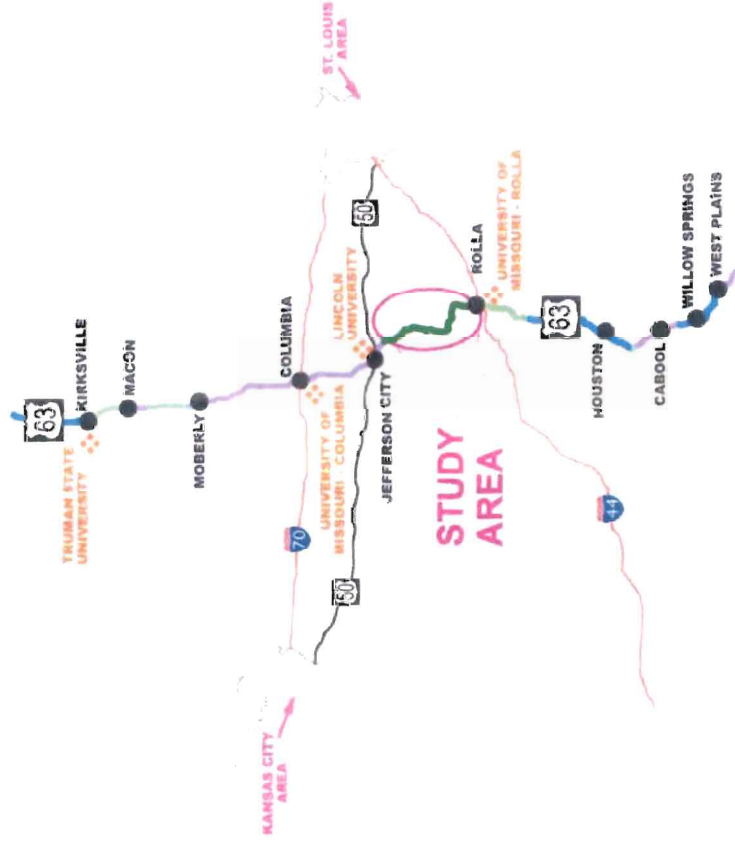 63
KIRKSVILLE
TRUMAN STATE
UNIVERSITY
MACON
MOBERLY
ST. LOUIS
AREA
COLUMBIA
70
UNIVERSITY OF
MISSOURI - COLUMBIA
LINCOLN
UNIVERSITY
50
50
JEFFERSON CITY
KANSAS CITY
AREA
STUDY
AREA
ROLLA
UNIVERSITY OF
MISSOURI - ROLLA
63
44
HOUSTON
CABOOL
WILLOW SPRINGS
WEST PLAINS